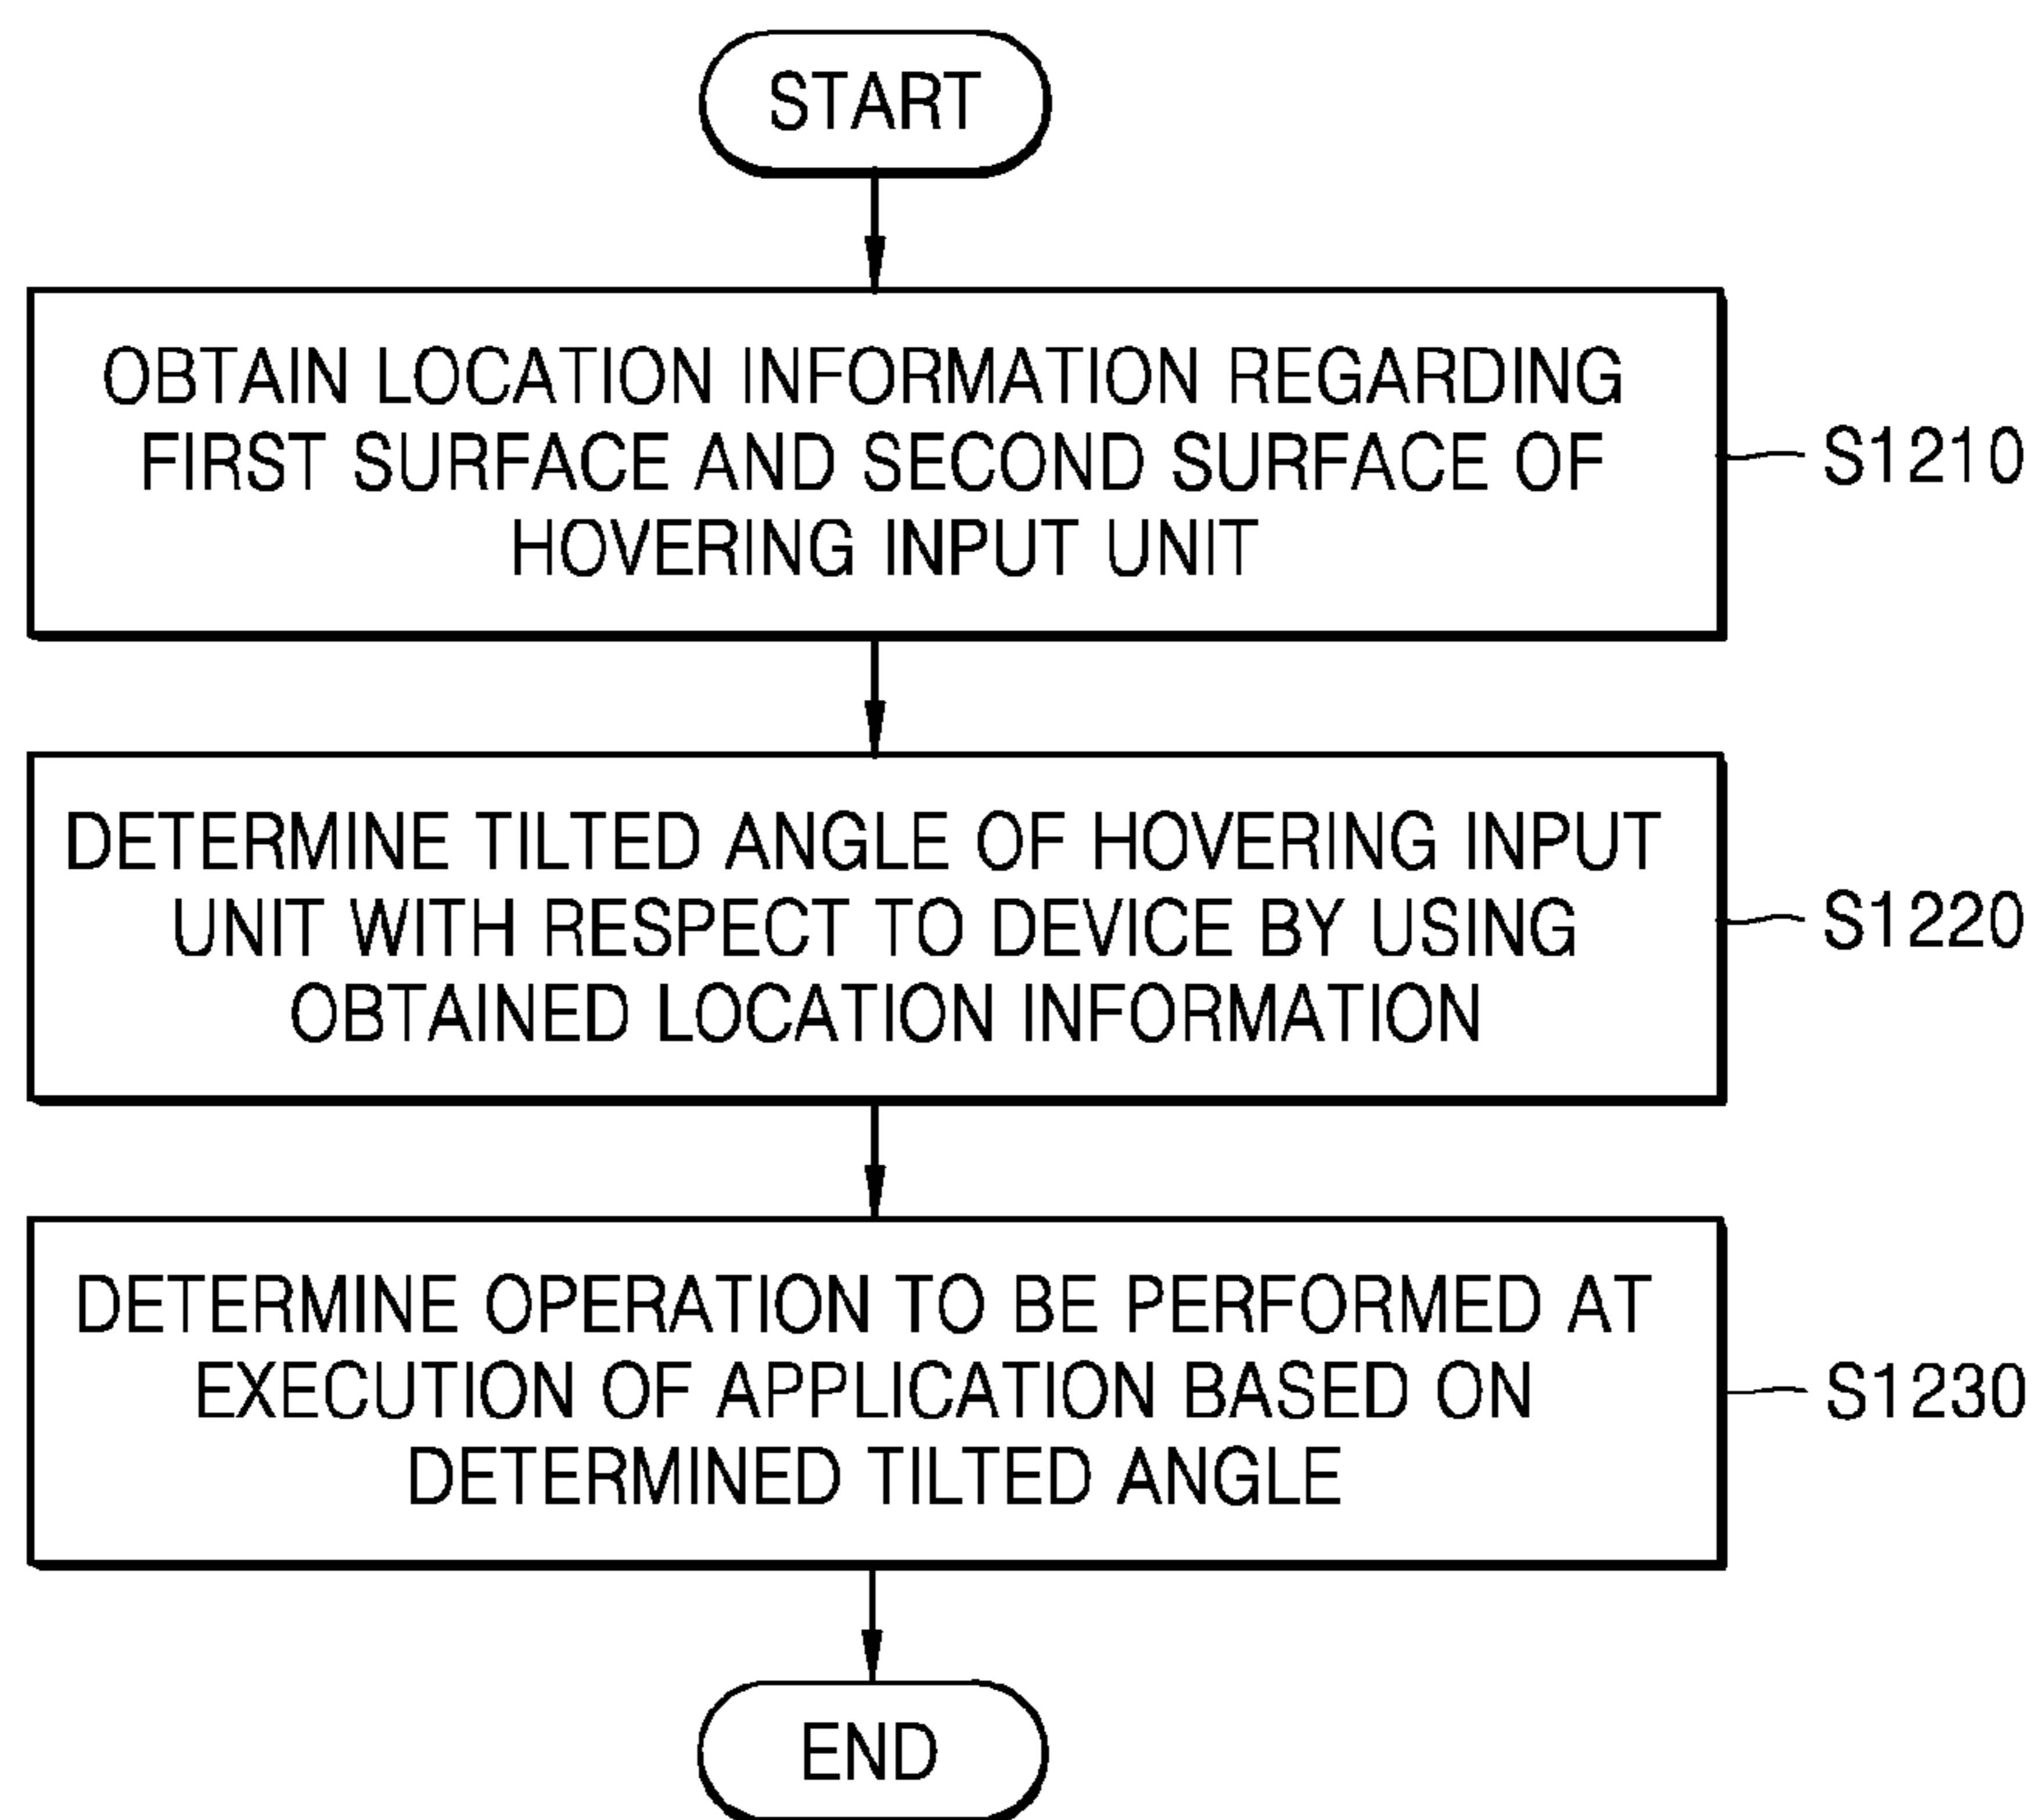 START
OBTAIN LOCATION INFORMATION REGARDING
FIRST SURFACE AND SECOND SURFACE OF
HOVERING INPUT UNIT
S1210
DETERMINE TILTED ANGLE OF HOVERING INPUT
UNIT WITH RESPECT TO DEVICE BY USING
OBTAINED LOCATION INFORMATION
S1220
DETERMINE OPERATION TO BE PERFORMED AT
EXECUTION OF APPLICATION BASED ON
DETERMINED TILTED ANGLE
S1230
END